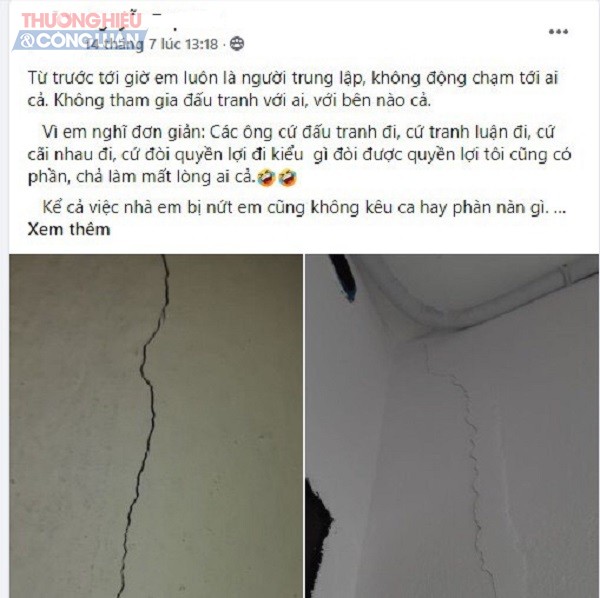 THƯƠNG HIỆU
& CÔNG LUẬN
14 tháng 7 lúc 13:18 ·
Từ trước tới giờ em luôn là người trung lập, không động chạm tới ai
cả. Không tham gia đấu tranh với ai, với bên nào cả.
Vì em nghĩ đơn giản: Các ông cứ đấu tranh đi, cứ tranh luận đi, cứ
cãi nhau đi, cứ đòi quyền lợi đi kiểu gì đòi được quyền lợi tôi cũng có
phần, chả làm mất lòng ai cả.🤣🤣
Kể cả việc nhà em bị nứt em cũng không kêu ca hay phàn nàn gì. ...
Xem thêm